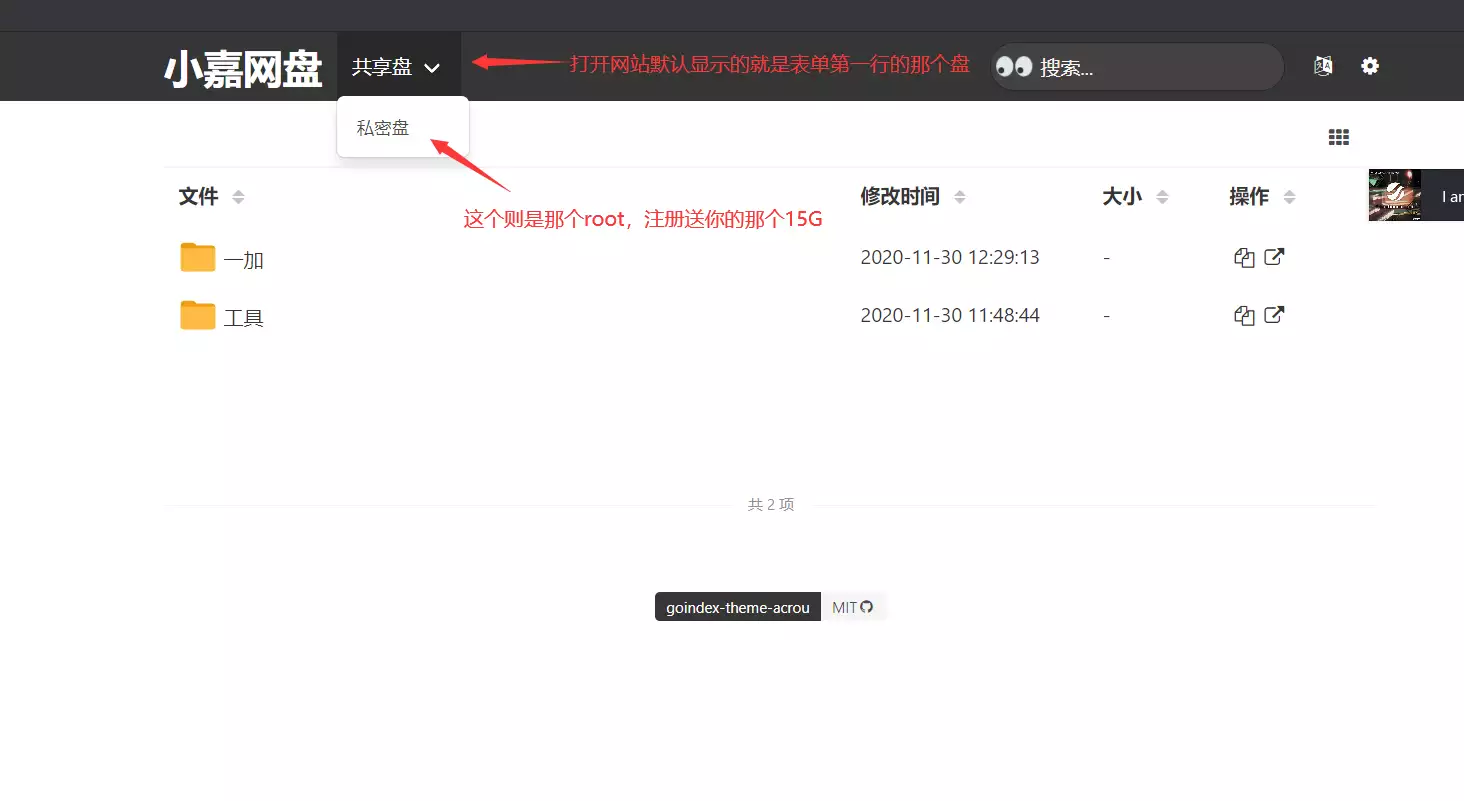 小嘉网盘 共享盘 打开网站默认显示的就是表单第一行的那个盘 搜索...
私密盘
文件 修改时间 大小 操作 I am
这个则是那个root，注册送你的那个15G
一加 2020-11-30 12:29:13 -
工具 2020-11-30 11:48:44 -
共 2 项
goindex-theme-acrou MIT